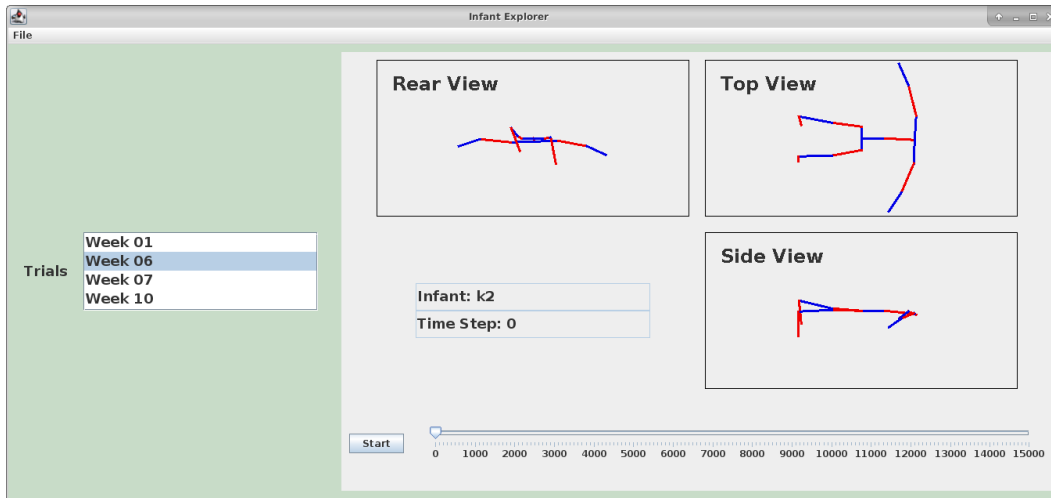 Infant Explorer
File
Rear View
Top View
Trials
Week 01
Week 06
Week 07
Week 10
Side View
Infant: k2
Time Step: 0
Start
0 1000 2000 3000 4000 5000 6000 7000 8000 9000 10000 11000 12000 13000 14000 15000